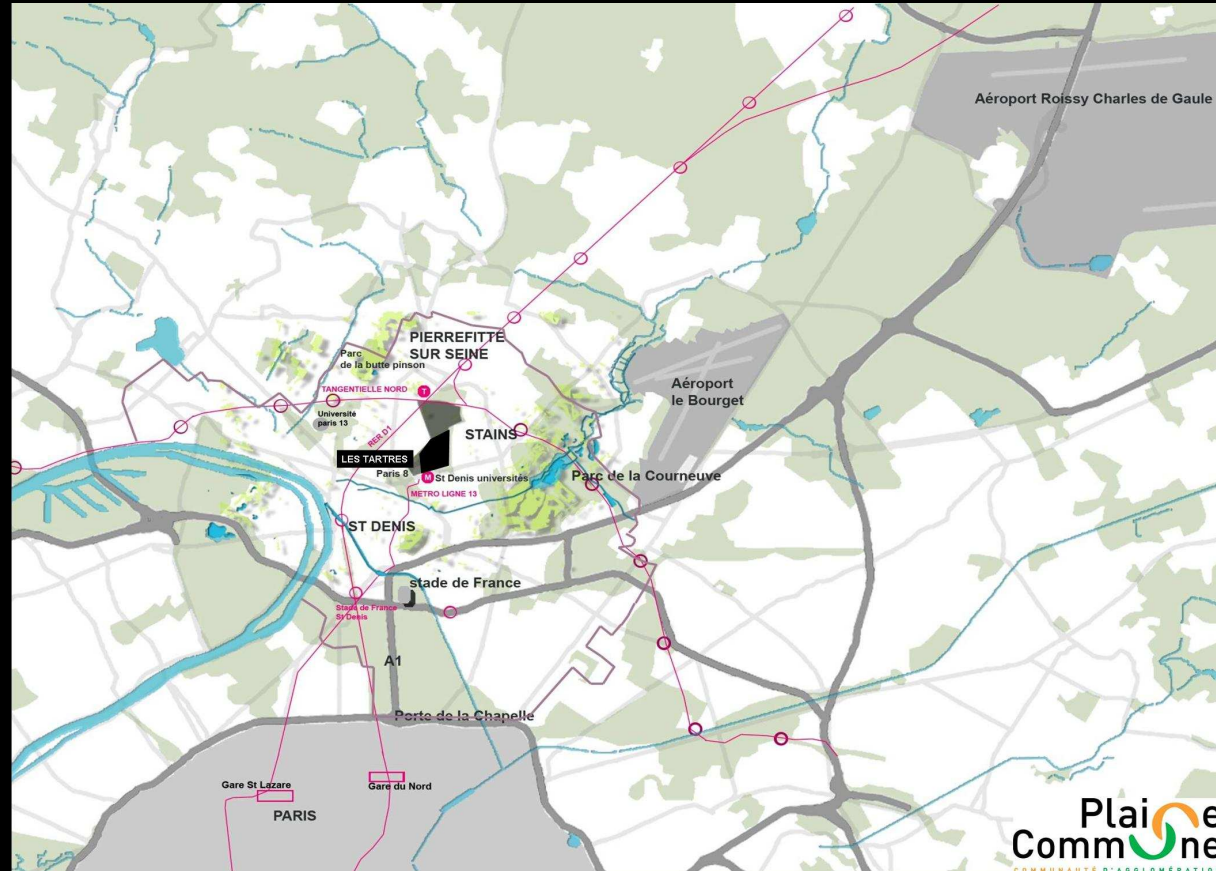 Aéroport Roissy Charles de Gaule
PIERREFITTE
SUR SEINE
Parc
de la butte pinson
TANGENTIELLE NORD
T
Aéroport
le Bourget
Université
paris 13
RER D1
STAINS
LES TARTRES
Paris 8
M
St Denis universités
Parc de la Courneuve
METRO LIGNE 13
ST DENIS
stade de France
Stade de France
St Denis
A1
Porte de la Chapelle
Gare St Lazare
Gare du Nord
PARIS
Plaine
Commune
COMMUNAUTÉ D'AGGLOMÉRATION